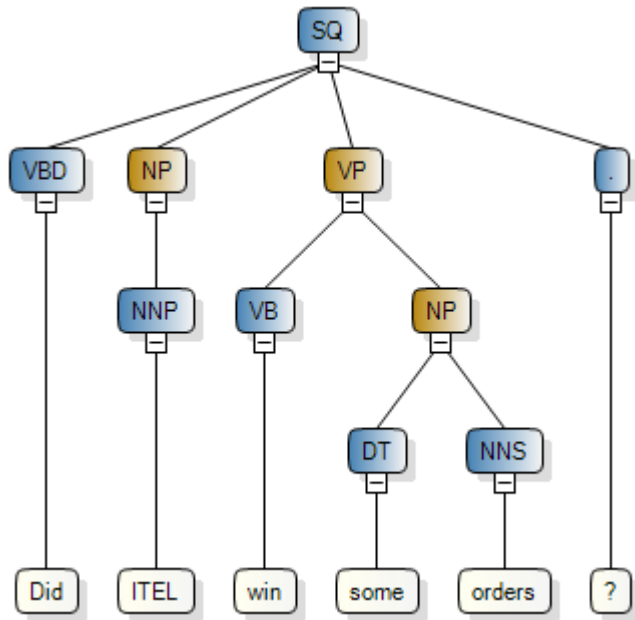 SQ
VBD NP VP .
NNP VB NP
DT NNS
Did ITEL win some orders ?